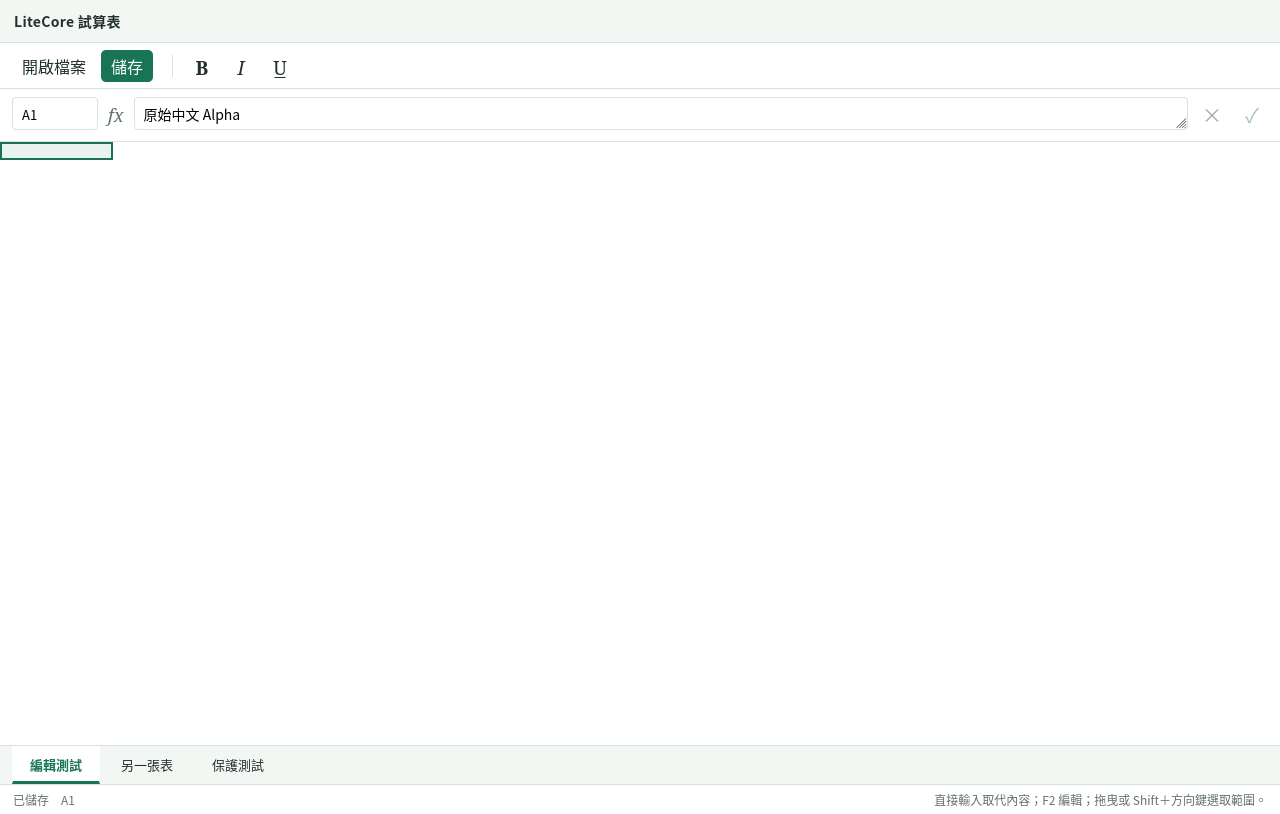 LiteCore 試算表
開啟檔案 儲存 B I U
A1 fx 原始中文 Alpha × ✓
編輯測試 另一張表 保護測試
已儲存 A1 直接輸入取代內容；F2 編輯；拖曳或 Shift＋方向鍵選取範圍。